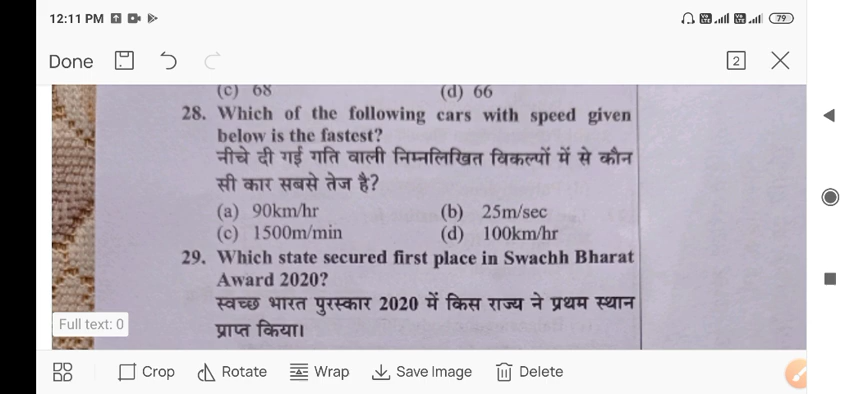 12:11 PM
79
Done
2
(c) 68 (d) 66
28. Which of the following cars with speed given
below is the fastest?
नीचे दी गई गति वाली निम्नलिखित विकल्पों में से कौन
सी कार सबसे तेज है?
(a) 90km/hr (b) 25m/sec
(c) 1500m/min (d) 100km/hr
29. Which state secured first place in Swachh Bharat
Award 2020?
स्वच्छ भारत पुरस्कार 2020 में किस राज्य ने प्रथम स्थान
प्राप्त किया।
Full text: 0
Crop Rotate Wrap Save Image Delete